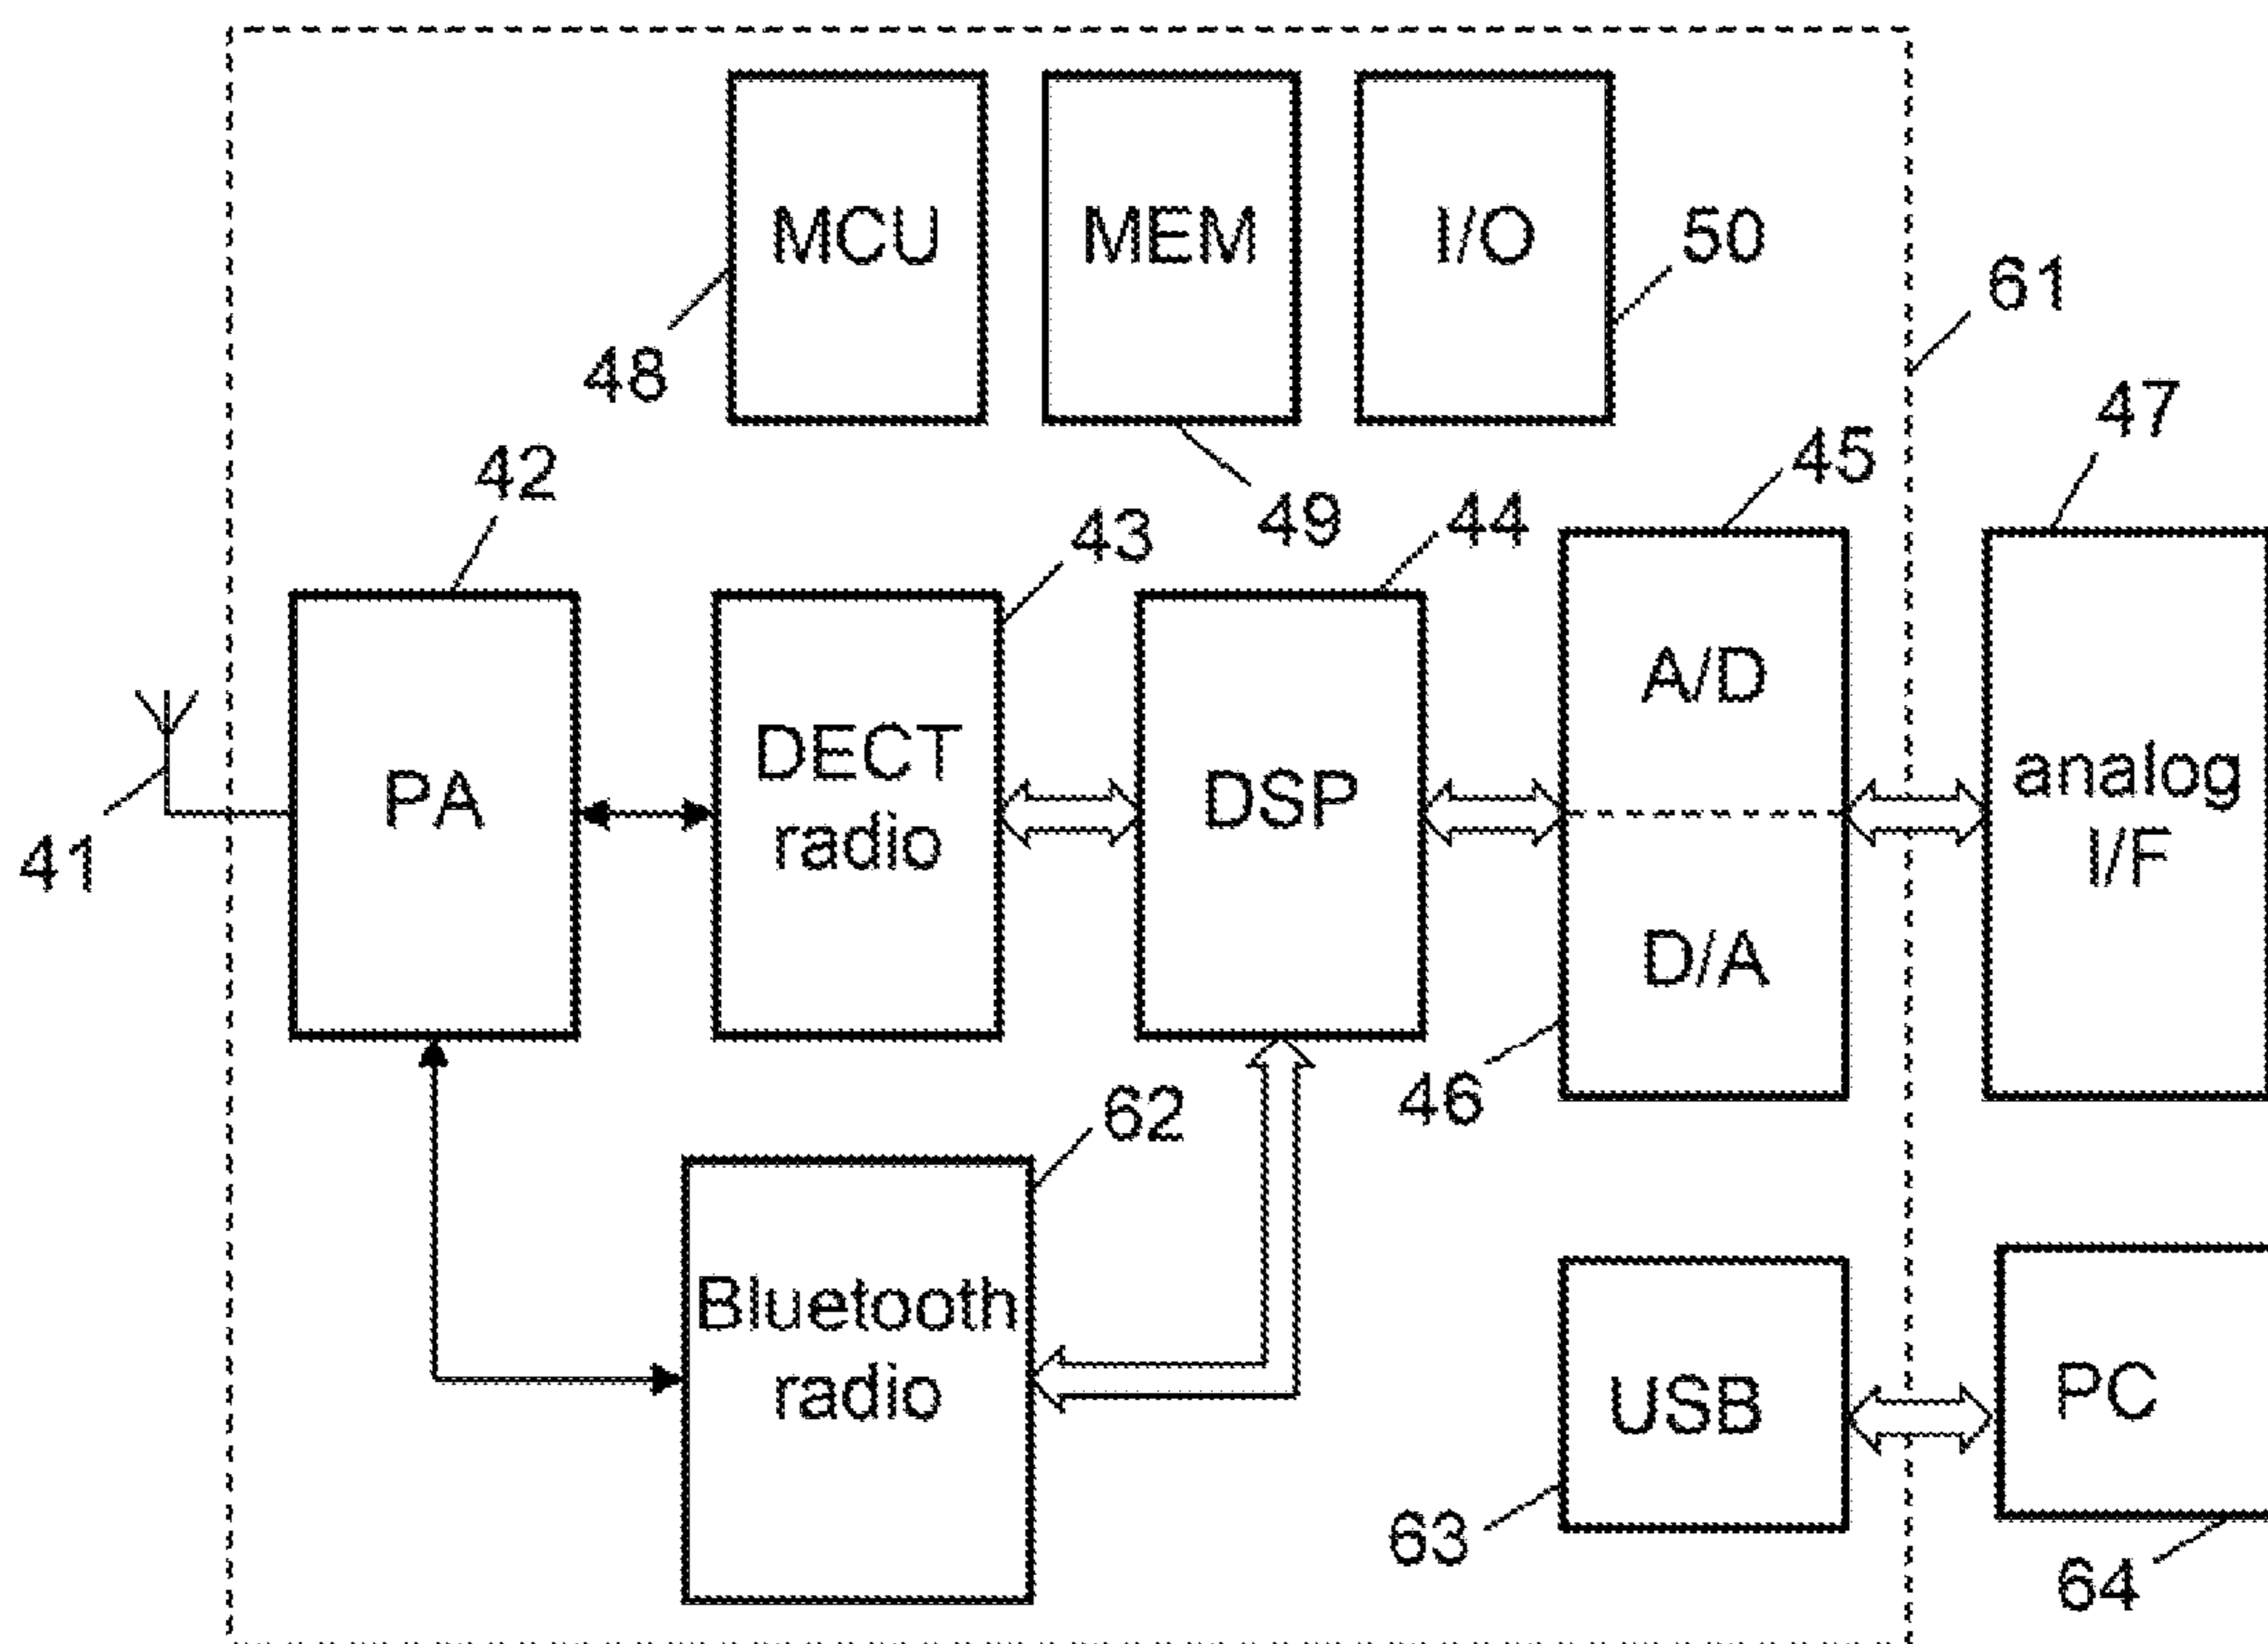 MCU
MEM
I/O
50
61
48
47
42
45
49
44
43
A/D
DECT
radio
PA
DSP
analog
I/F
41
D/A
46
62
Bluetooth
radio
USB
PC
63
64